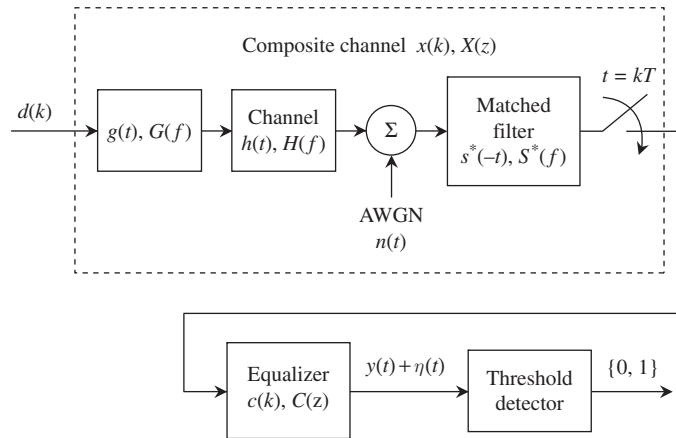 Composite channel x(k), X(z)
t = kT
d(k)
g(t), G(f)
Channel
h(t), H(f)
Σ
Matched
filter
s*(–t), S*(f)
AWGN
n(t)
Equalizer
c(k), C(z)
y(t) + η(t)
Threshold
detector
{0, 1}